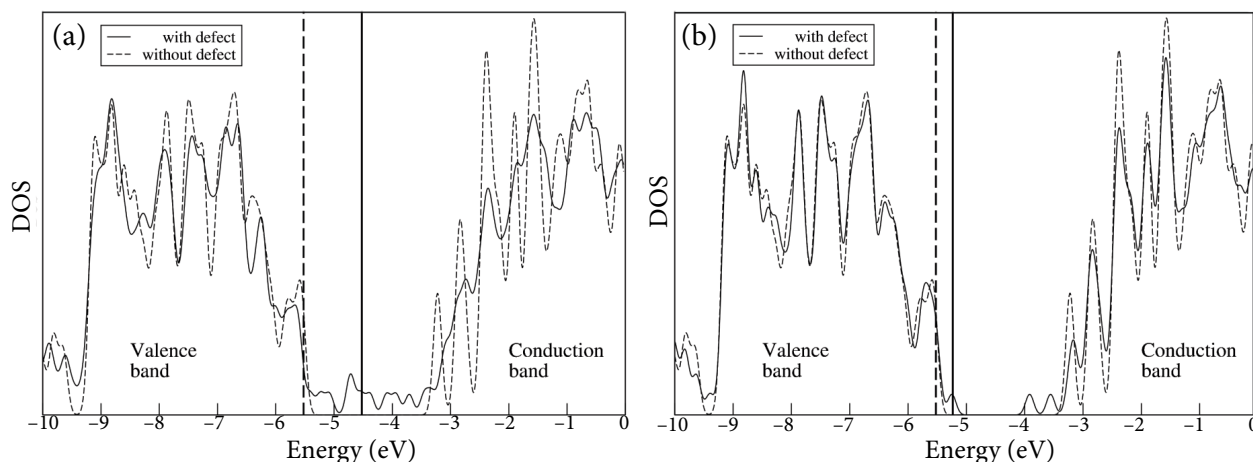 (a)
with defect
without defect
DOS
Valence
band
Conduction
band
−10 −9 −8 −7 −6 −5 −4 −3 −2 −1 0
Energy (eV)
(b)
with defect
without defect
DOS
Valence
band
Conduction
band
−10 −9 −8 −7 −6 −5 −4 −3 −2 −1 0
Energy (eV)